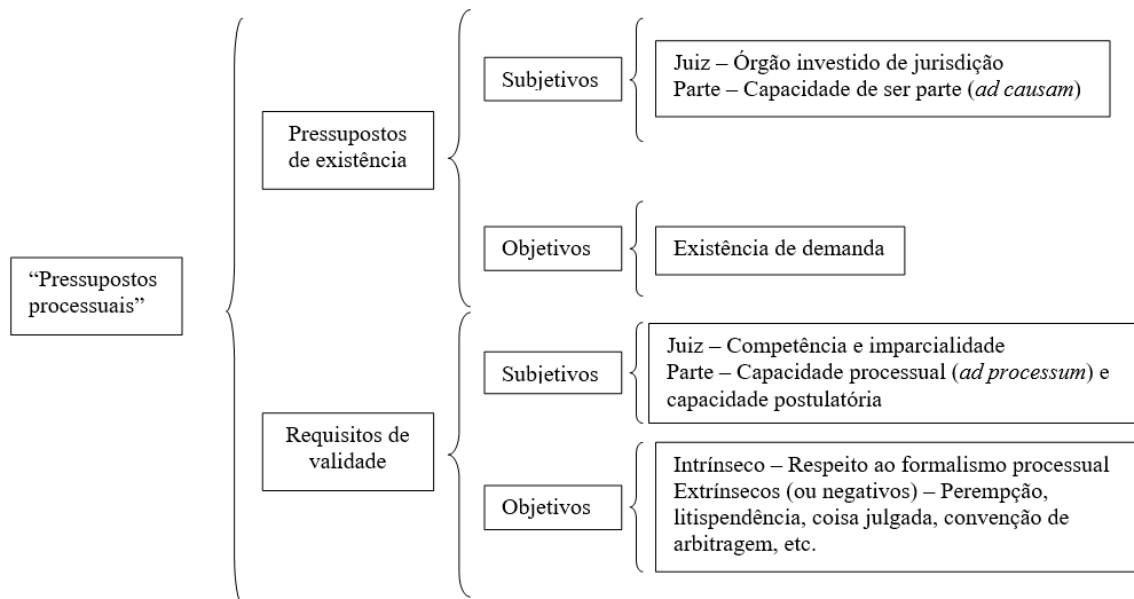 Subjetivos
Juiz – Órgão investido de jurisdição
Parte – Capacidade de ser parte (ad causam)
Pressupostos
de existência
Objetivos
Existência de demanda
“Pressupostos
processuais”
Subjetivos
Juiz – Competência e imparcialidade
Parte – Capacidade processual (ad processum) e
capacidade postulatória
Requisitos de
validade
Objetivos
Intrínseco – Respeito ao formalismo processual
Extrínsecos (ou negativos) – Perempção,
litispendência, coisa julgada, convenção de
arbitragem, etc.